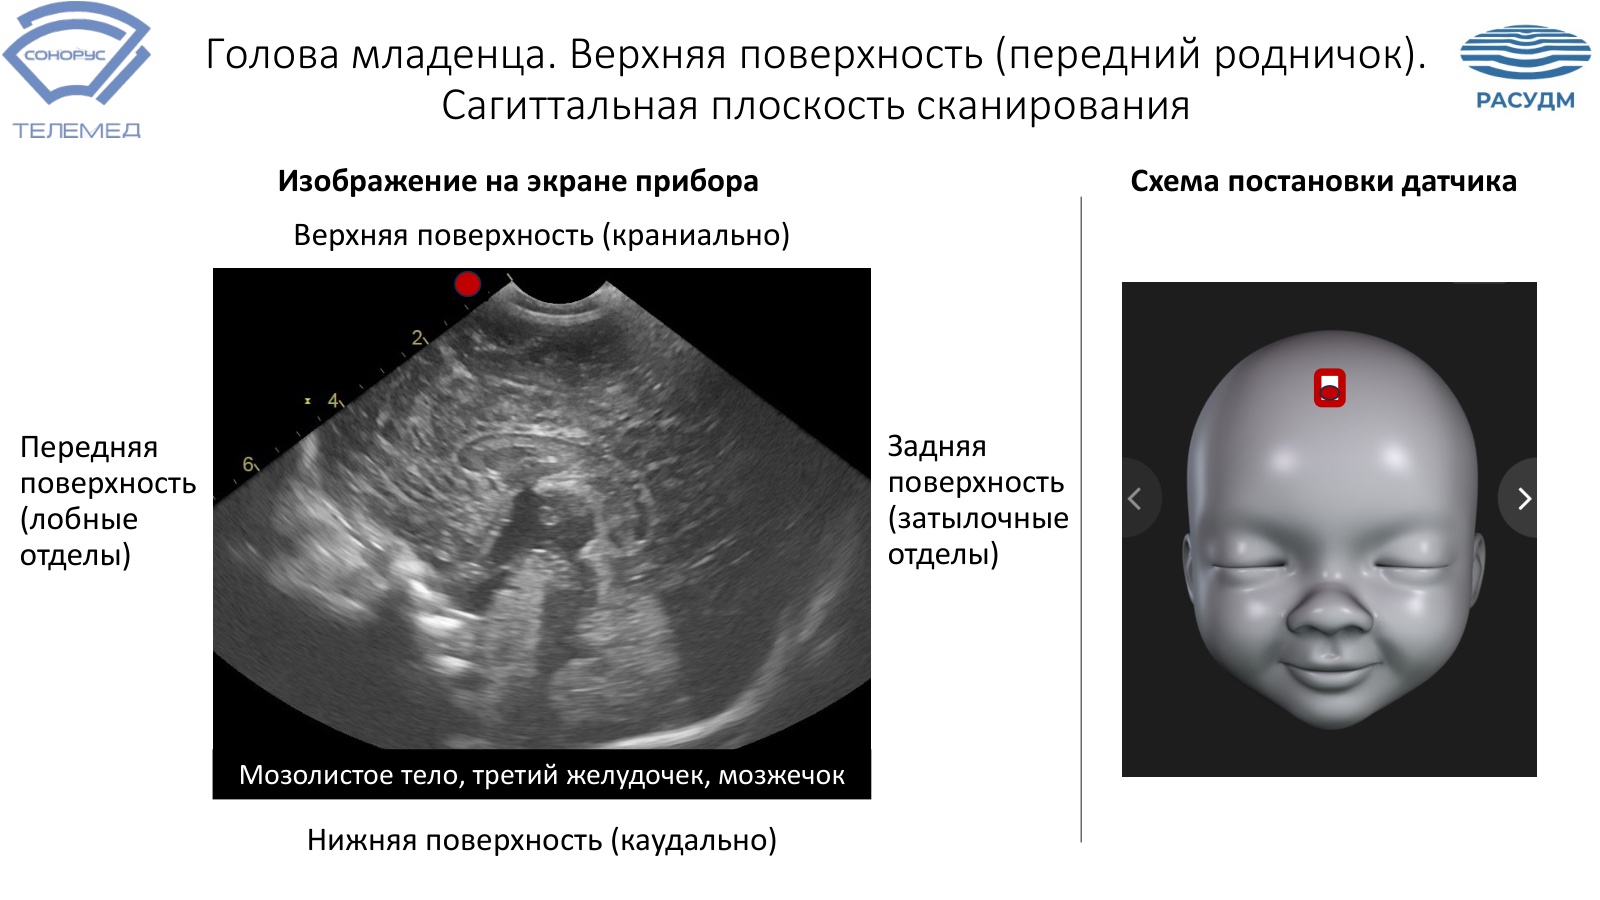 СОНОРУС
ТЕЛЕМЕД
Голова младенца. Верхняя поверхность (передний родничок).
Сагиттальная плоскость сканирования
РАСУДМ
Изображение на экране прибора
Схема постановки датчика
Верхняя поверхность (краниально)
2
4
6
Передняя
поверхность
(лобные
отделы)
Задняя
поверхность
(затылочные
отделы)
Мозолистое тело, третий желудочек, мозжечок
Нижняя поверхность (каудально)